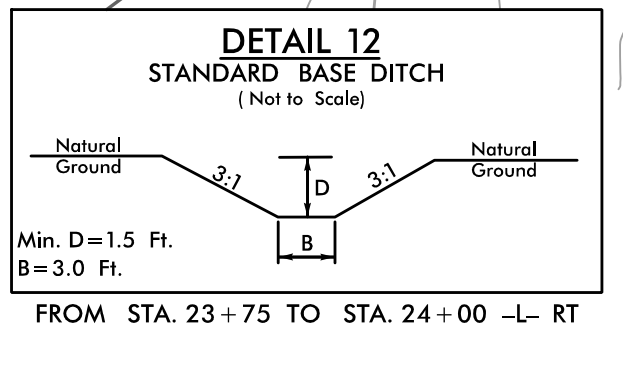 DETAIL 12
STANDARD BASE DITCH
( Not to Scale)
Natural
Ground
3:1
D
3:1
Natural
Ground
B
Min. D=1.5 Ft.
B=3.0 Ft.
FROM STA. 23+75 TO STA. 24+00 -L- RT